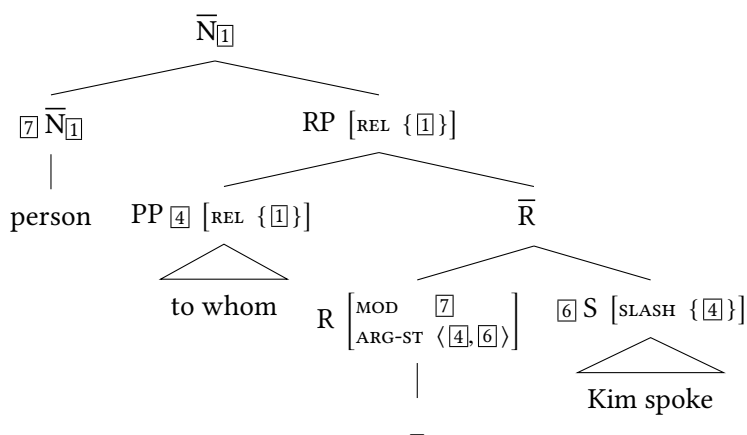 N̅[1]
[7] N̅[1] RP [REL {[1]}]
person PP [4] [REL {[1]}] R̅
to whom R [MOD [7] ARG-ST ⟨[4],[6]⟩] [6] S [SLASH {[4]}]
Kim spoke